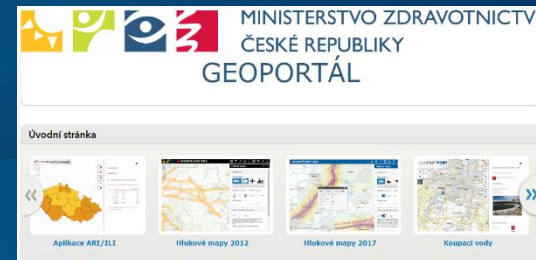 MINISTERSTVO ZDRAVOTNICTV
ČESKÉ REPUBLIKY
GEOPORTÁL
Úvodní stránka
Aplikace ARI/ILI
Hlukové mapy 2012
Hlukové mapy 2017
Koupací vody